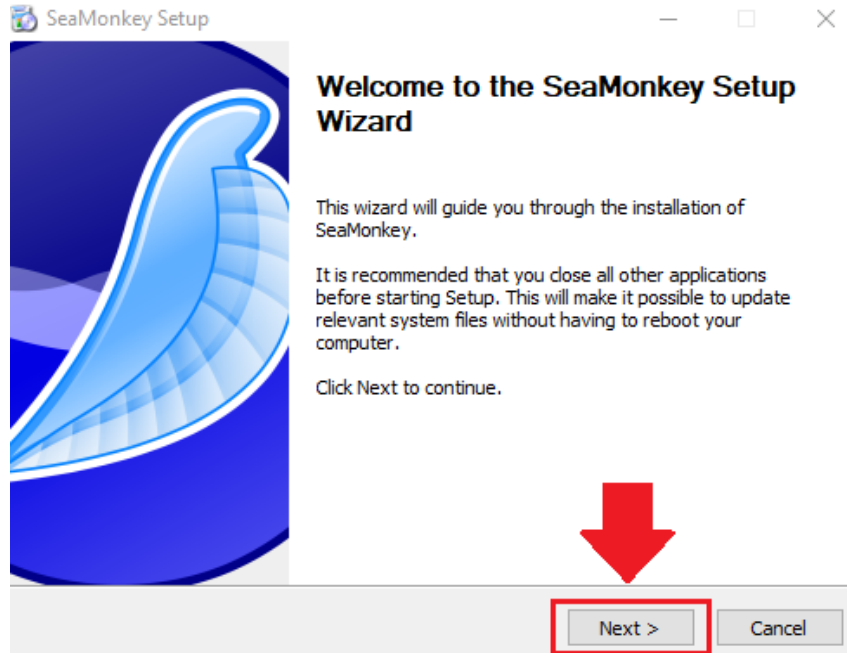 SeaMonkey Setup
Welcome to the SeaMonkey Setup
Wizard
This wizard will guide you through the installation of
SeaMonkey.
It is recommended that you close all other applications
before starting Setup. This will make it possible to update
relevant system files without having to reboot your
computer.
Click Next to continue.
Next >
Cancel